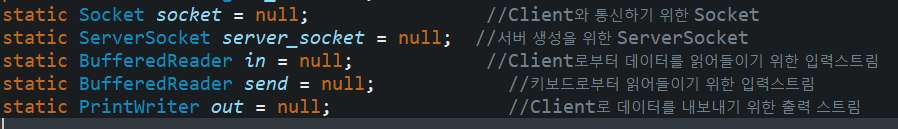 static Socket socket = null; //Client와 통신하기 위한 Socket
static ServerSocket server_socket = null; //서버 생성을 위한 ServerSocket
static BufferedReader in = null; //Client로부터 데이터를 읽어들이기 위한 입력스트림
static BufferedReader send = null; //키보드로부터 읽어들이기 위한 입력스트림
static PrintWriter out = null; //Client로 데이터를 내보내기 위한 출력 스트림